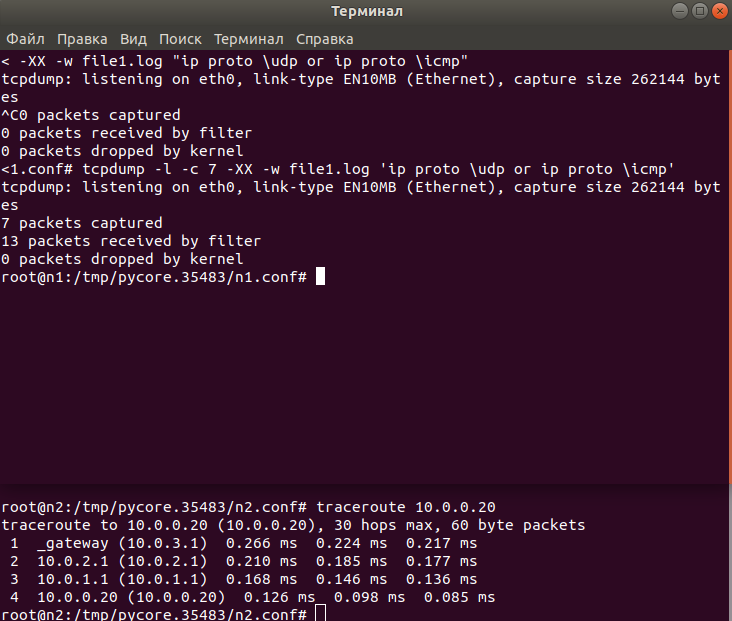 Терминал
Файл Правка Вид Поиск Терминал Справка
< -XX -w file1.log "ip proto \udp or ip proto \icmp"
tcpdump: listening on eth0, link-type EN10MB (Ethernet), capture size 262144 byt
es
^C0 packets captured
0 packets received by filter
0 packets dropped by kernel
<1.conf# tcpdump -l -c 7 -XX -w file1.log 'ip proto \udp or ip proto \icmp'
tcpdump: listening on eth0, link-type EN10MB (Ethernet), capture size 262144 byt
es
7 packets captured
13 packets received by filter
0 packets dropped by kernel
root@n1:/tmp/pycore.35483/n1.conf#
root@n2:/tmp/pycore.35483/n2.conf# traceroute 10.0.0.20
traceroute to 10.0.0.20 (10.0.0.20), 30 hops max, 60 byte packets
1 _gateway (10.0.3.1) 0.266 ms 0.224 ms 0.217 ms
2 10.0.2.1 (10.0.2.1) 0.210 ms 0.185 ms 0.177 ms
3 10.0.1.1 (10.0.1.1) 0.168 ms 0.146 ms 0.136 ms
4 10.0.0.20 (10.0.0.20) 0.126 ms 0.098 ms 0.085 ms
root@n2:/tmp/pycore.35483/n2.conf#